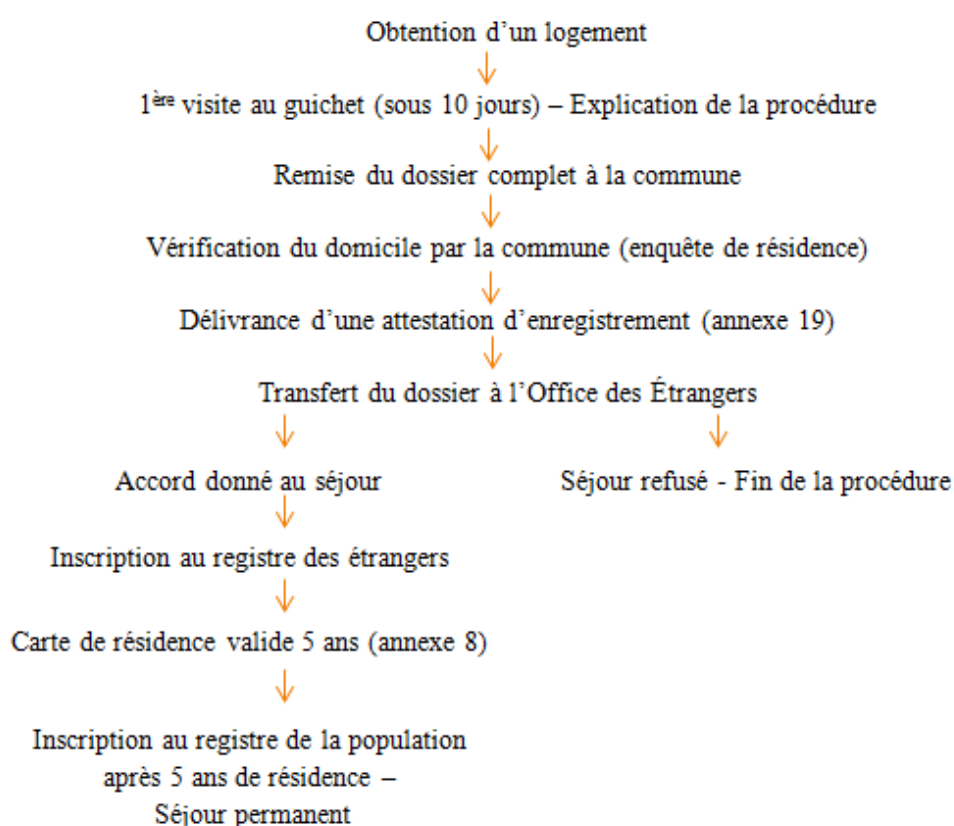 Obtention d’un logement
1ère visite au guichet (sous 10 jours) – Explication de la procédure
Remise du dossier complet à la commune
Vérification du domicile par la commune (enquête de résidence)
Délivrance d’une attestation d’enregistrement (annexe 19)
Transfert du dossier à l’Office des Étrangers
Accord donné au séjour
Séjour refusé - Fin de la procédure
Inscription au registre des étrangers
Carte de résidence valide 5 ans (annexe 8)
Inscription au registre de la population
après 5 ans de résidence –
Séjour permanent